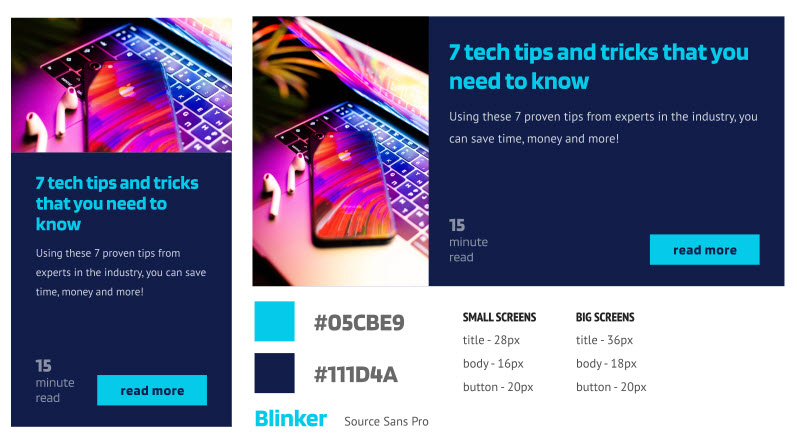 7 tech tips and tricks
that you need to
know
Using these 7 proven tips from
experts in the industry, you can save
time, money and more!
15
minute
read
read more
7 tech tips and tricks that you
need to know
Using these 7 proven tips from experts in the industry, you
can save time, money and more!
15
minute
read
read more
#05CBE9
#111D4A
Blinker Source Sans Pro
SMALL SCREENS
title - 28px
body - 16px
button - 20px
BIG SCREENS
title - 36px
body - 18px
button - 20px